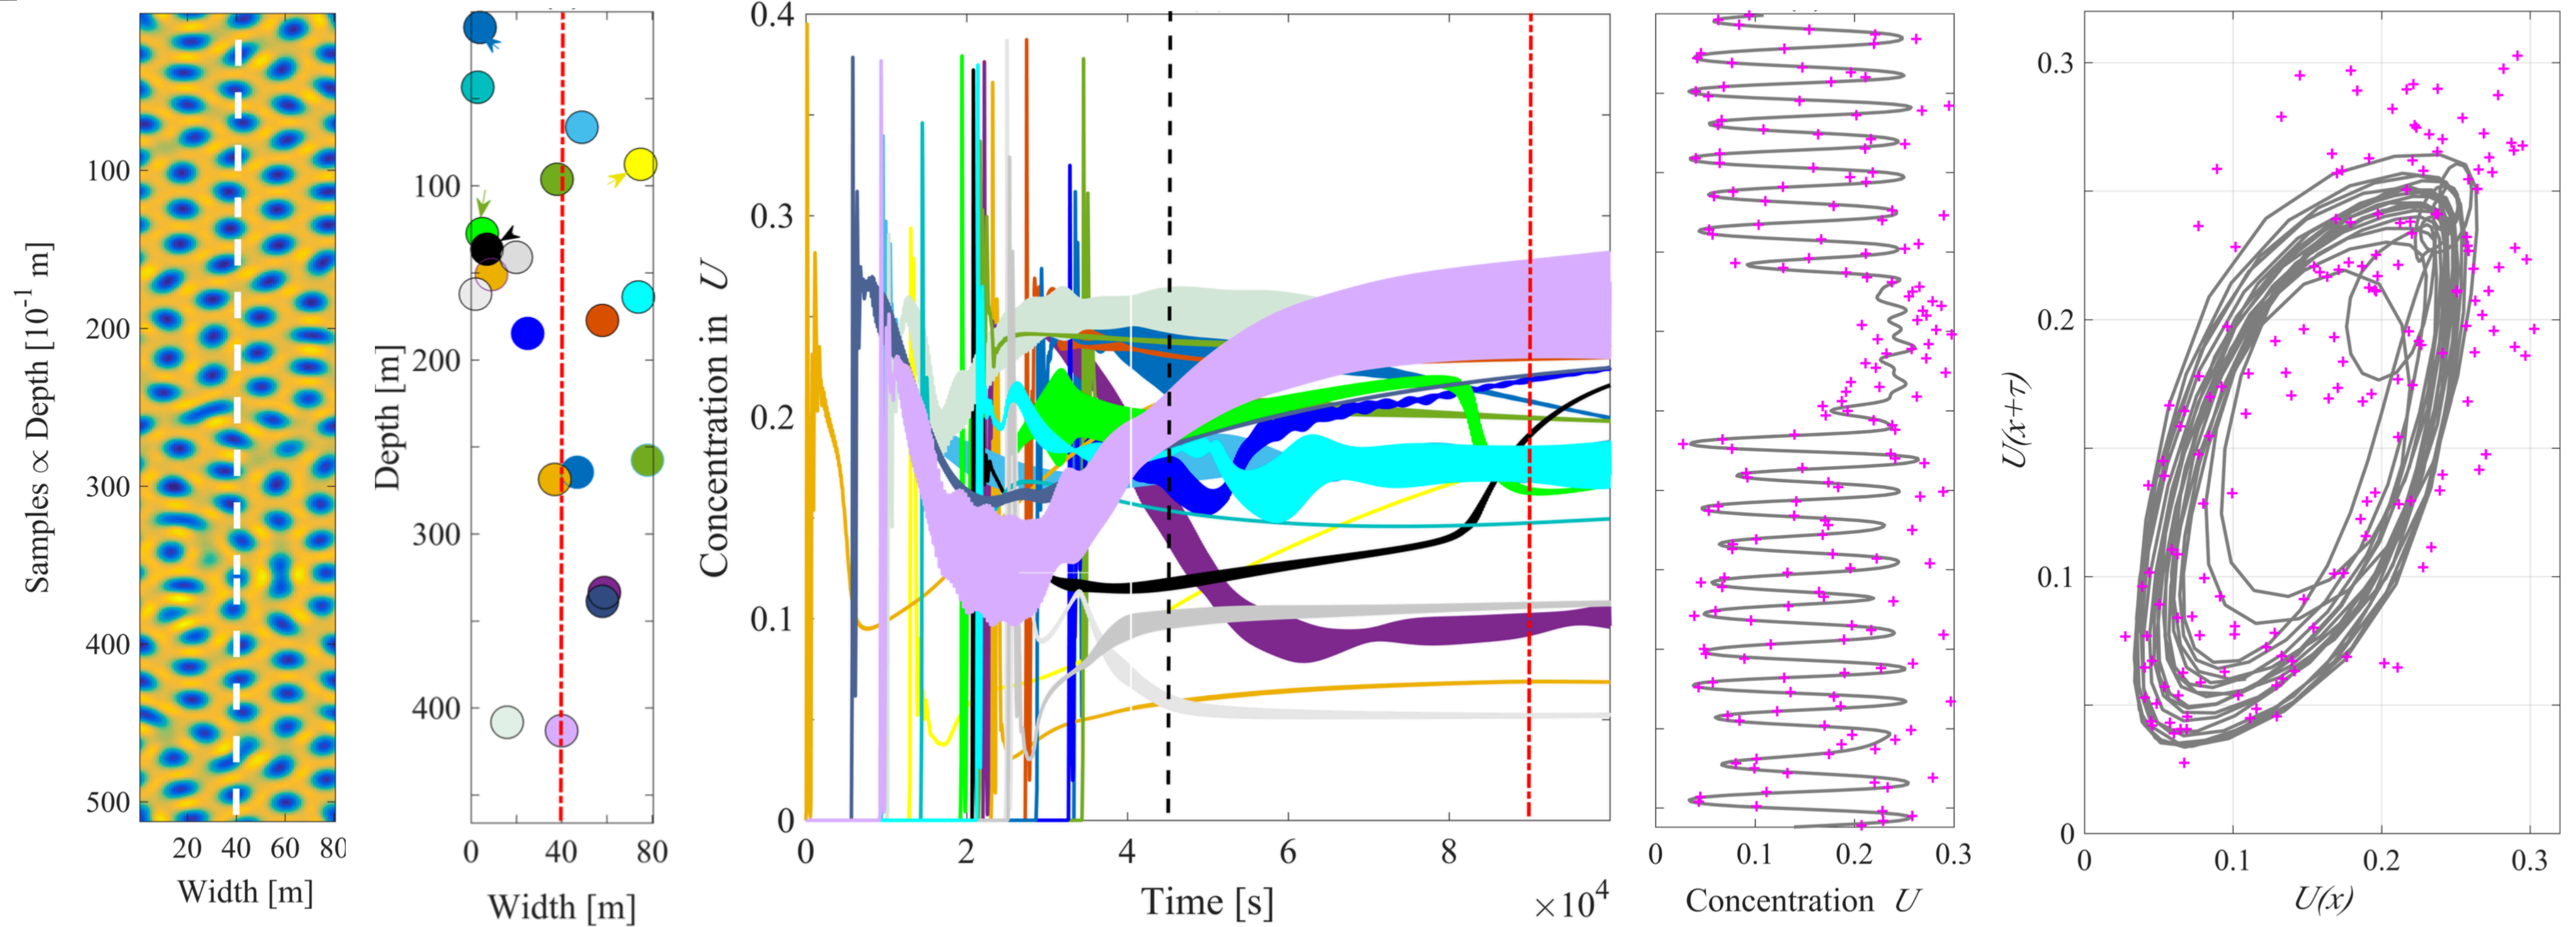 Samples ∝ Depth [10⁻¹ m]
100
200
300
400
500
20 40 60 80
Width [m]
Depth [m]
100
200
300
400
0 40 80
Width [m]
Concentration in U
0.4
0.3
0.2
0.1
0
0 2 4 6 8
Time [s]
×10⁴
0 0.1 0.2 0.3
Concentration U
U(x+τ)
0.3
0.2
0.1
0
0 0.1 0.2 0.3
U(x)